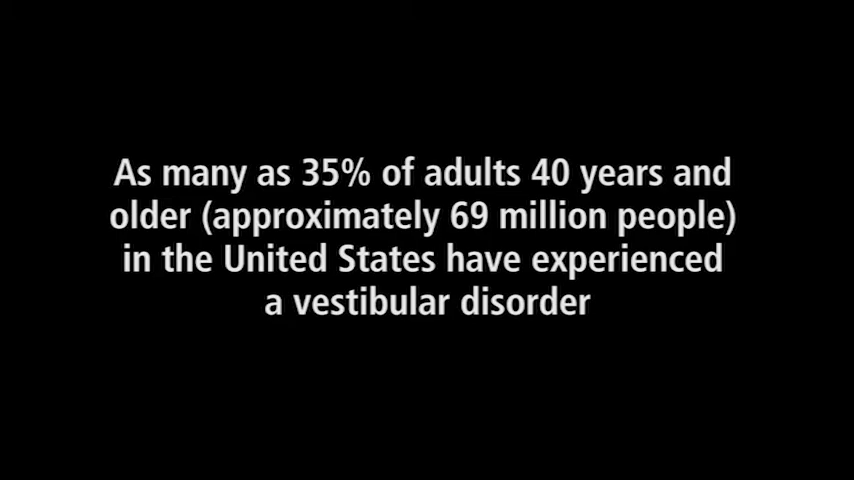 As many as 35% of adults 40 years and
older (approximately 69 million people)
in the United States have experienced
a vestibular disorder